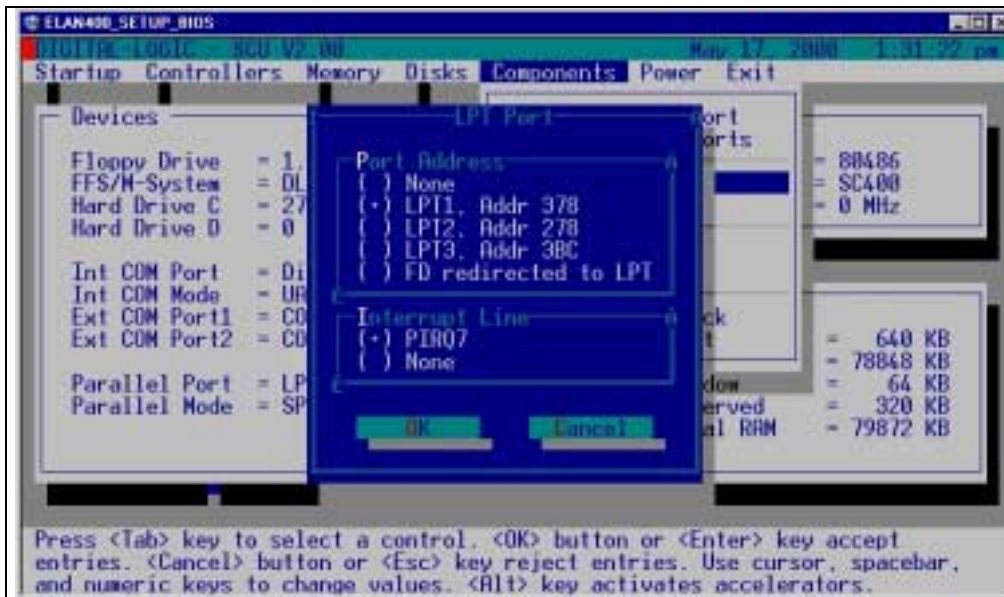 ELAN400_SETUP_BIOS
DIGITAL-LOGIC - SCU V2.00 May 17, 2000 1:31:22 pm
Startup Controllers Memory Disks Components Power Exit
Devices
Floppy Drive = 1.
FFS/M-System = DL
Hard Drive C = 27
Hard Drive D = 0
Int COM Port = Di
Int COM Mode = UA
Ext COM Port1 = CO
Ext COM Port2 = CO
Parallel Port = LP
Parallel Mode = SP
LPT Port
Port Address
( ) None
(•) LPT1, Addr 378
( ) LPT2, Addr 278
( ) LPT3, Addr 3BC
( ) FD redirected to LPT
Interrupt Line
(•) PIRQ7
( ) None
OK Cancel
ort
orts
ck
t
= 80486
= SC400
= 0 MHz
= 640 KB
= 78848 KB
dow = 64 KB
erved = 320 KB
al RAM = 79872 KB
Press <Tab> key to select a control. <OK> button or <Enter> key accept
entries. <Cancel> button or <Esc> key reject entries. Use cursor, spacebar,
and numeric keys to change values. <Alt> key activates accelerators.